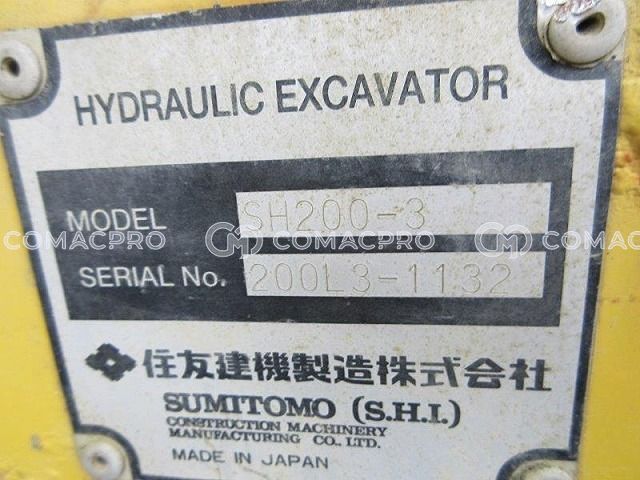 HYDRAULIC EXCAVATOR
MODEL SH200-3
COMACPRO COMACPRO COMACPRO
SERIAL No. 200L3-1132
住友建機製造株式会社
SUMITOMO (S.H.I.)
CONSTRUCTION MACHINERY
MANUFACTURING CO., LTD.
MADE IN JAPAN